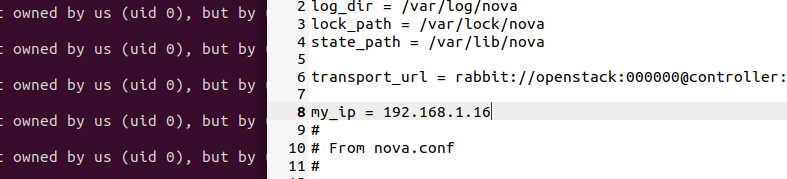 t owned by us (uid 0), but by
t owned by us (uid 0), but by
t owned by us (uid 0), but by
t owned by us (uid 0), but by
t owned by us (uid 0), but by
2 log_dir = /var/log/nova
3 lock_path = /var/lock/nova
4 state_path = /var/lib/nova
5
6 transport_url = rabbit://openstack:000000@controller:
7
8 my_ip = 192.168.1.16
9 #
10 # From nova.conf
11 #